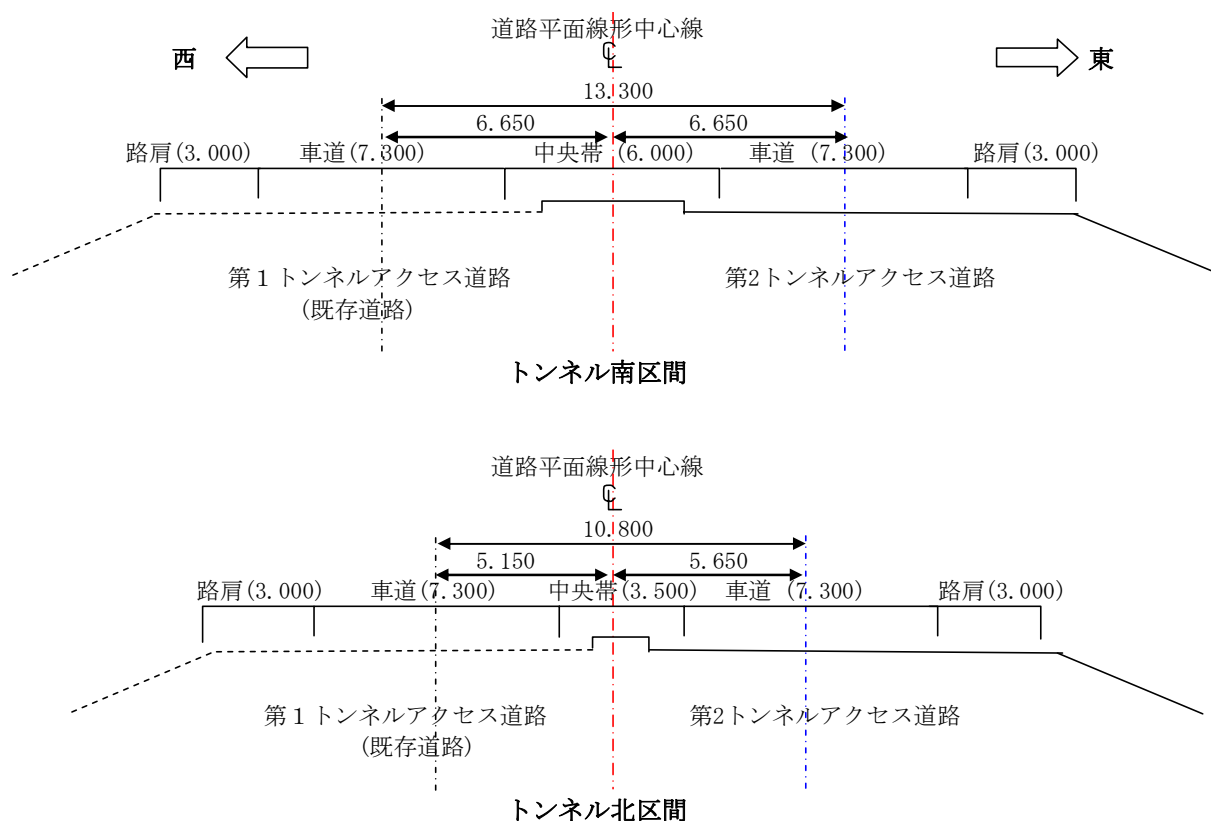 道路平面線形中心線
西
℄
東
13.300
6.650 6.650
路肩(3.000) 車道(7.300) 中央帯 (6.000) 車道 (7.300) 路肩(3.000)
第１トンネルアクセス道路 第2トンネルアクセス道路
(既存道路)
トンネル南区間
道路平面線形中心線
℄
10.800
5.150 5.650
路肩(3.000) 車道(7.300) 中央帯(3.500) 車道 (7.300) 路肩(3.000)
第１トンネルアクセス道路 第2トンネルアクセス道路
(既存道路)
トンネル北区間